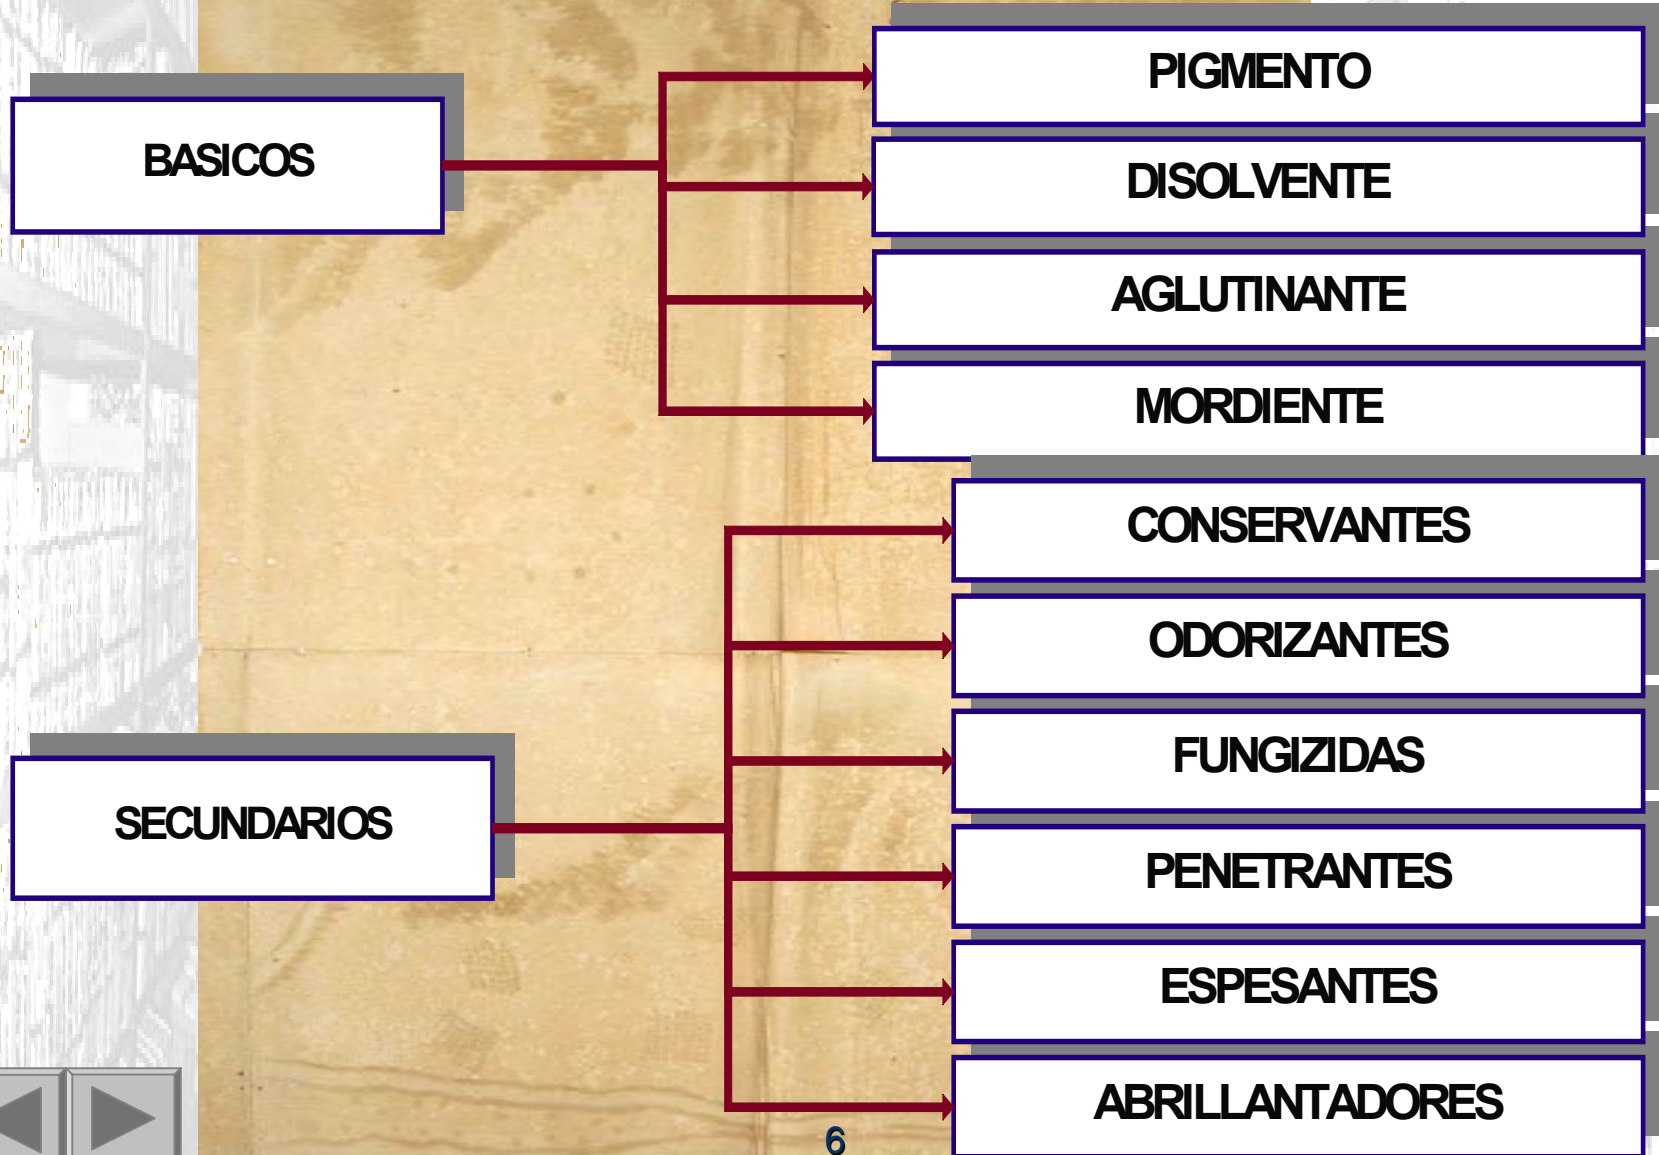 BASICOS
PIGMENTO
DISOLVENTE
AGLUTINANTE
MORDIENTE
SECUNDARIOS
CONSERVANTES
ODORIZANTES
FUNGIZIDAS
PENETRANTES
ESPESANTES
ABRILLANTADORES
6